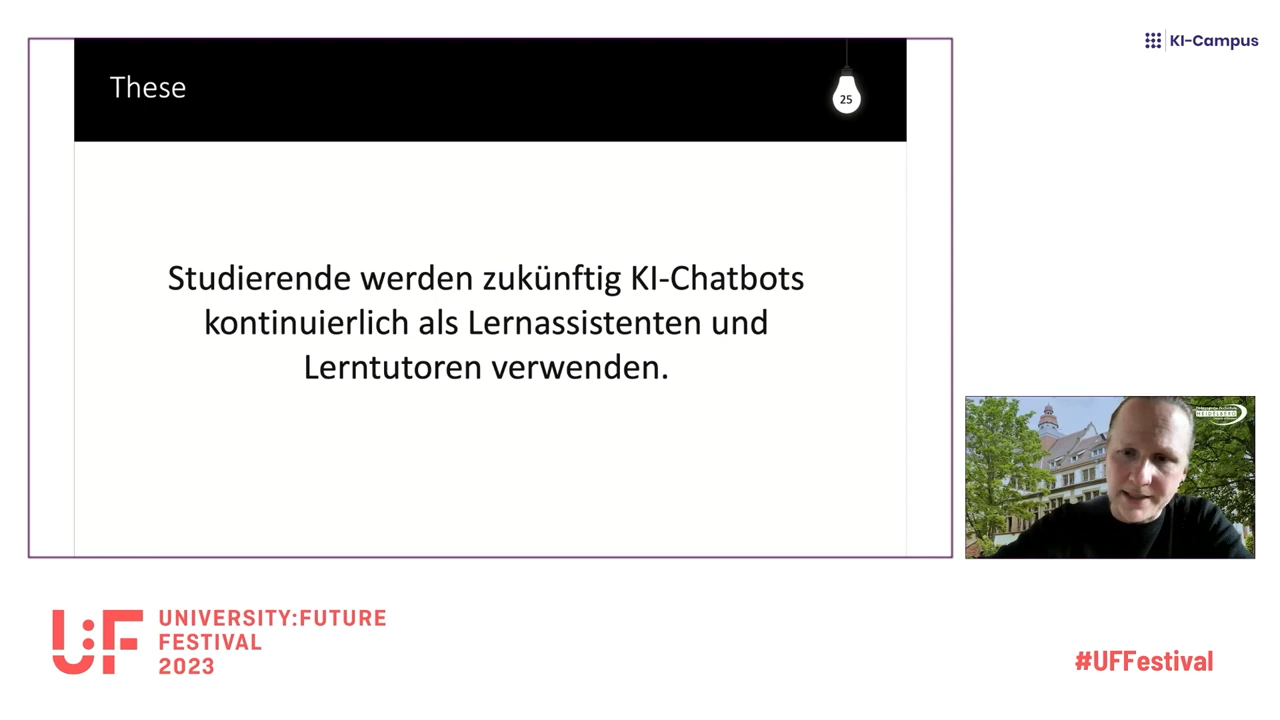 KI-Campus
These
25
Studierende werden zukünftig KI-Chatbots
kontinuierlich als Lernassistenten und
Lerntutoren verwenden.
HEIDELBERG
U:F
UNIVERSITY:FUTURE
FESTIVAL
2023
#UFFestival